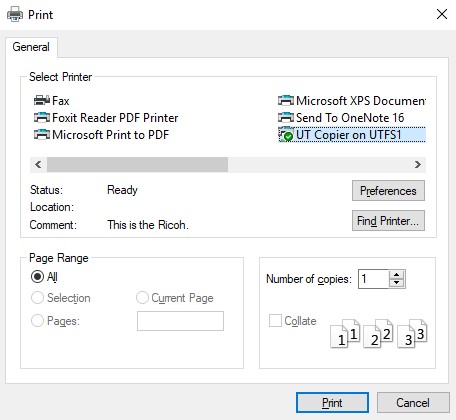 Print
General
Select Printer
Fax
Foxit Reader PDF Printer
Microsoft Print to PDF
Microsoft XPS Documen
Send To OneNote 16
UT Copier on UTFS1
Status: Ready
Preferences
Location:
Comment: This is the Ricoh.
Find Printer...
Page Range
All
Selection Current Page
Pages:
Number of copies: 1
Collate
1 1 2 2 3 3
Print Cancel